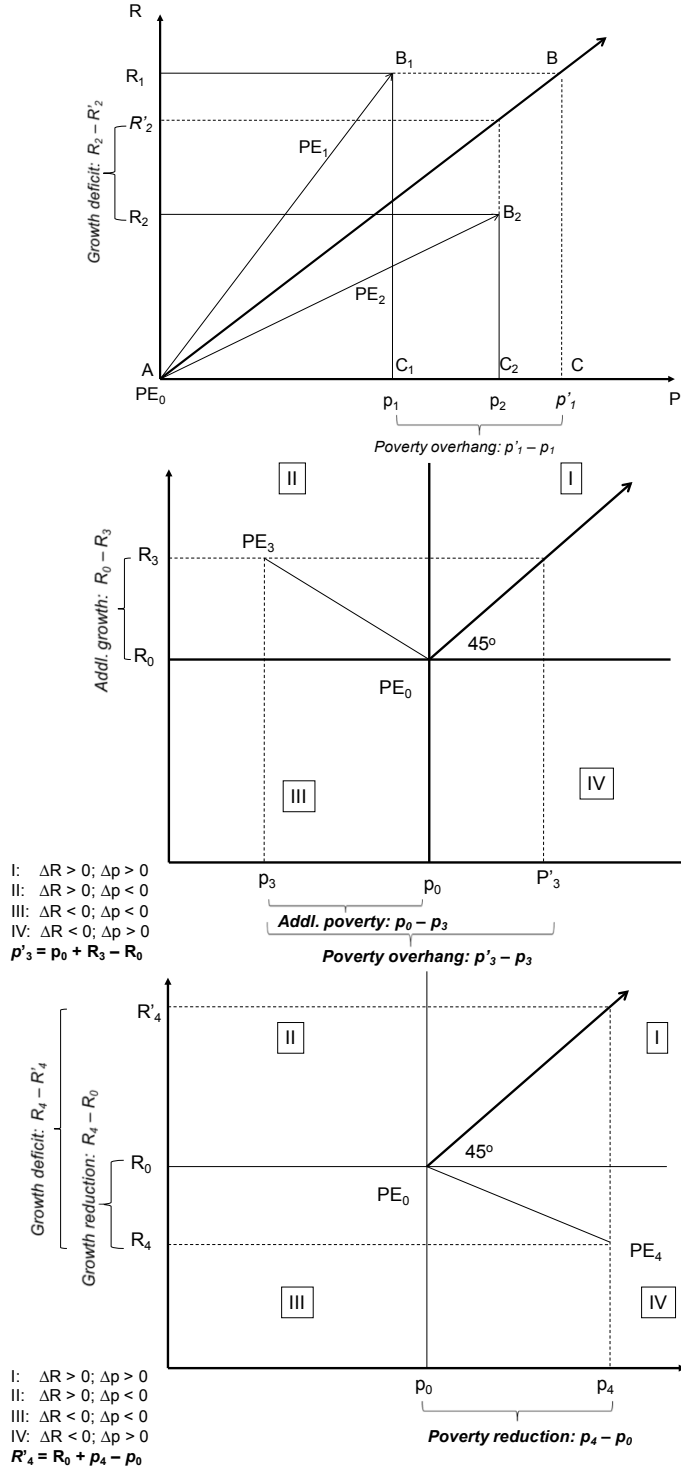 R
R₁
B₁
B
R'₂
PE₁
Growth deficit: R₂ – R'₂
R₂
B₂
PE₂
A
C₁
C₂
C
PE₀
p₁
p₂
p'₁
P
Poverty overhang: p'₁ – p₁
II
I
PE₃
R₃
Addl. growth: R₀ – R₃
45º
R₀
PE₀
III
IV
I: ΔR > 0; Δp > 0
II: ΔR > 0; Δp < 0
III: ΔR < 0; Δp < 0
IV: ΔR < 0; Δp > 0
p'₃ = p₀ + R₃ – R₀
p₃
p₀
P'₃
Addl. poverty: p₀ – p₃
Poverty overhang: p'₃ – p₃
R'₄
II
I
Growth deficit: R₄ – R'₄
Growth reduction: R₄ – R₀
45º
R₀
PE₀
R₄
PE₄
III
IV
I: ΔR > 0; Δp > 0
II: ΔR > 0; Δp < 0
III: ΔR < 0; Δp < 0
IV: ΔR < 0; Δp > 0
R'₄ = R₀ + p₄ – p₀
p₀
p₄
Poverty reduction: p₄ – p₀